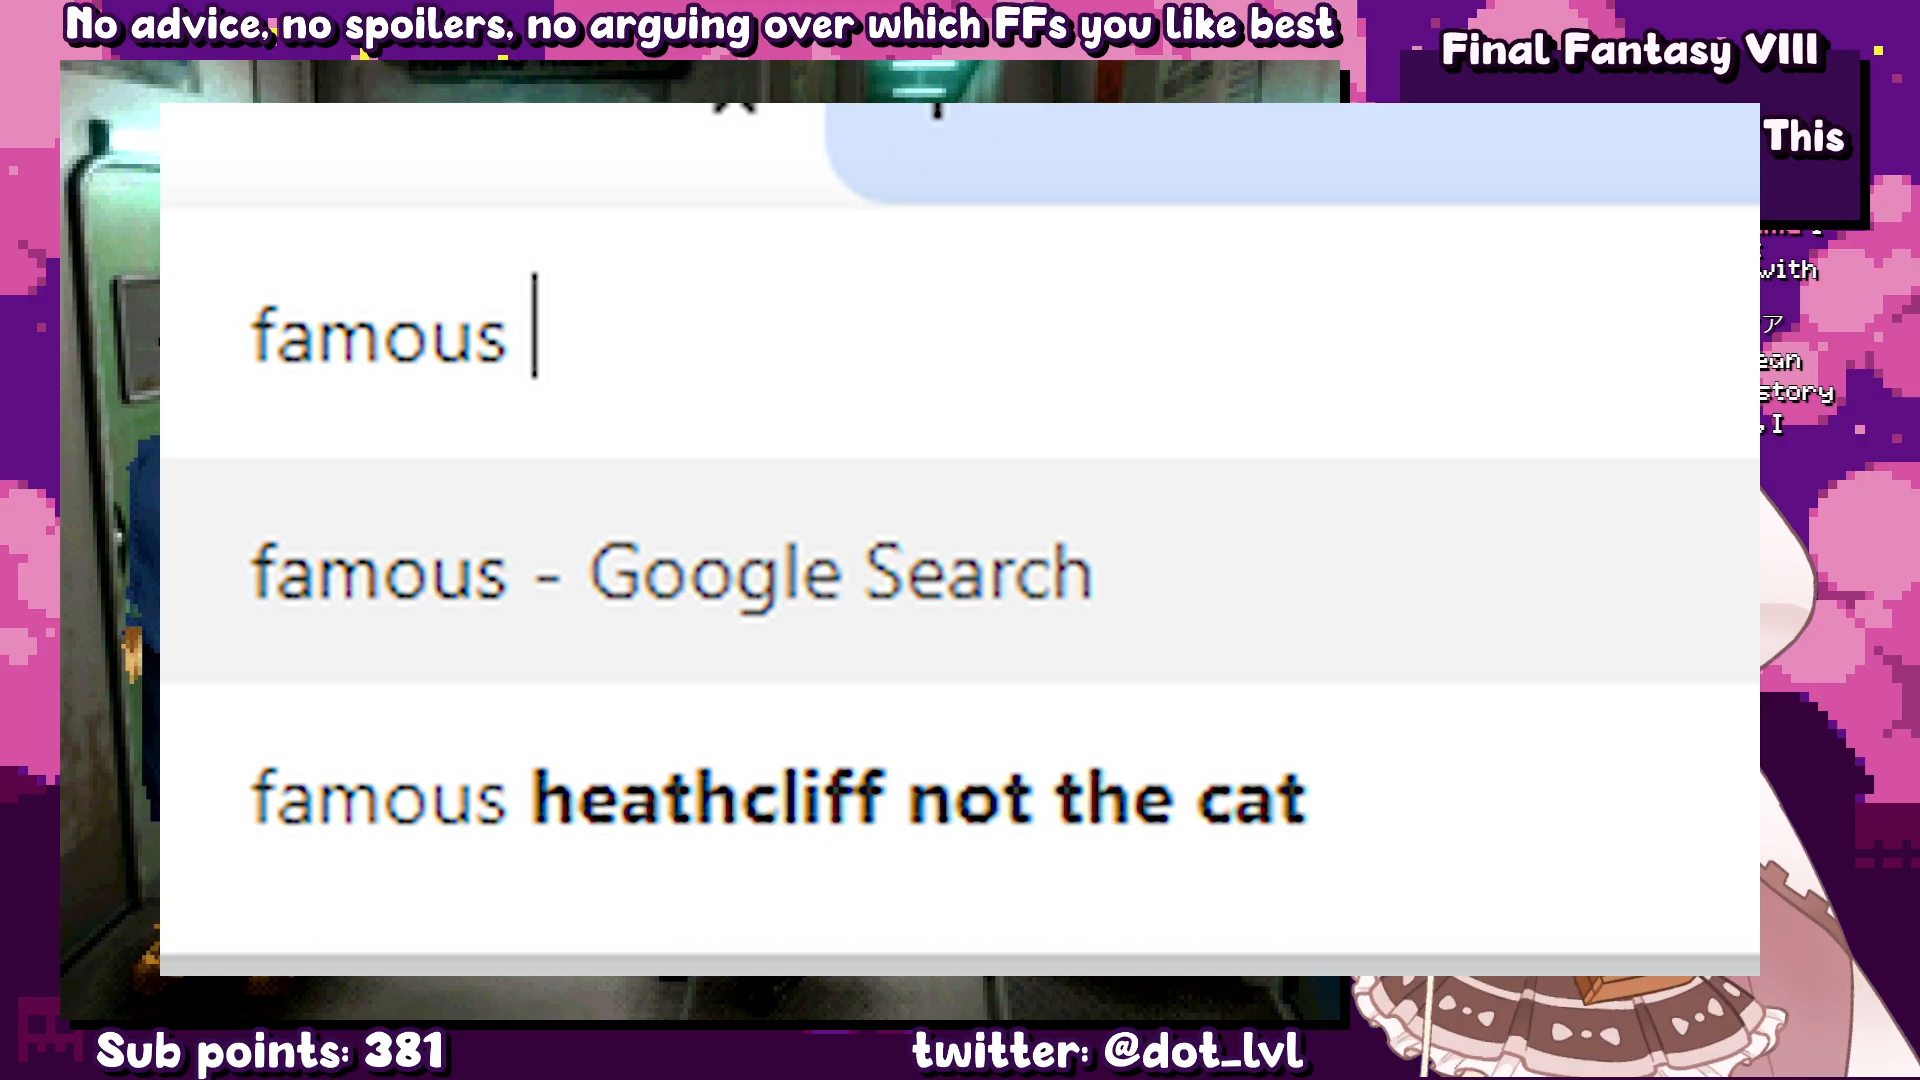 No advice, no spoilers, no arguing over which FFs you like best
Final Fantasy VIII
This
with
ア
ean
story
, I
famous
famous - Google Search
famous heathcliff not the cat
Sub points: 381
twitter: @dot_lvl